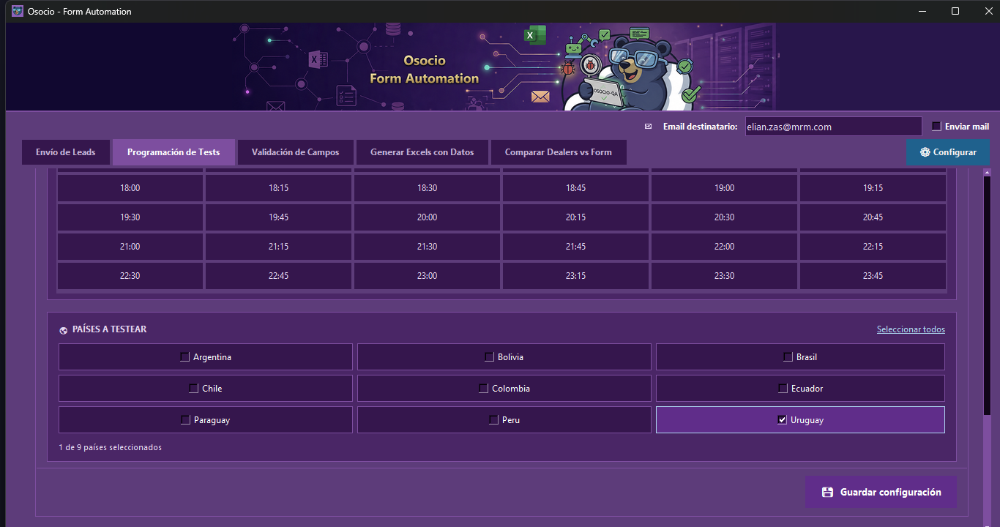 Osocio - Form Automation
Osocio
Form Automation
OSOCIO-QA
Email destinatario:
elian.zas@mrm.com
Enviar mail
Envío de Leads
Programación de Tests
Validación de Campos
Generar Excels con Datos
Comparar Dealers vs Form
Configurar
18:00 18:15 18:30 18:45 19:00 19:15
19:30 19:45 20:00 20:15 20:30 20:45
21:00 21:15 21:30 21:45 22:00 22:15
22:30 22:45 23:00 23:15 23:30 23:45
PAÍSES A TESTEAR
Seleccionar todos
Argentina Bolivia Brasil
Chile Colombia Ecuador
Paraguay Peru Uruguay
1 de 9 países seleccionados
Guardar configuración